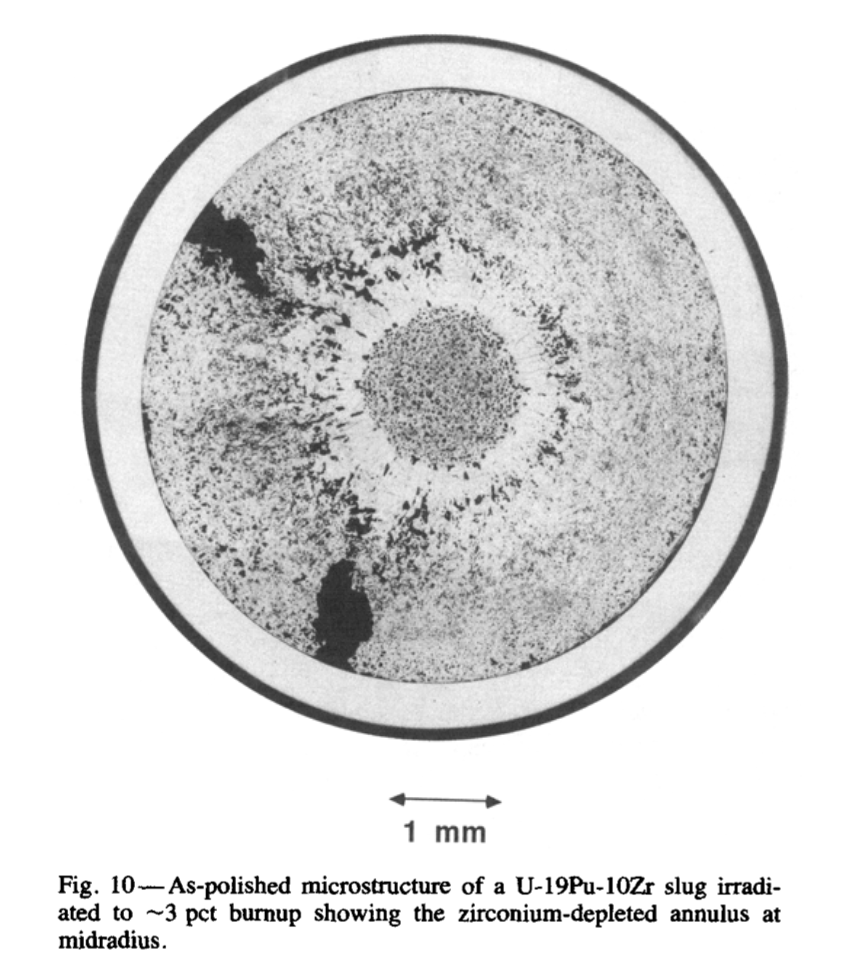 1 mm
Fig. 10—As-polished microstructure of a U-19Pu-10Zr slug irradi-
ated to ~3 pct burnup showing the zirconium-depleted annulus at
midradius.